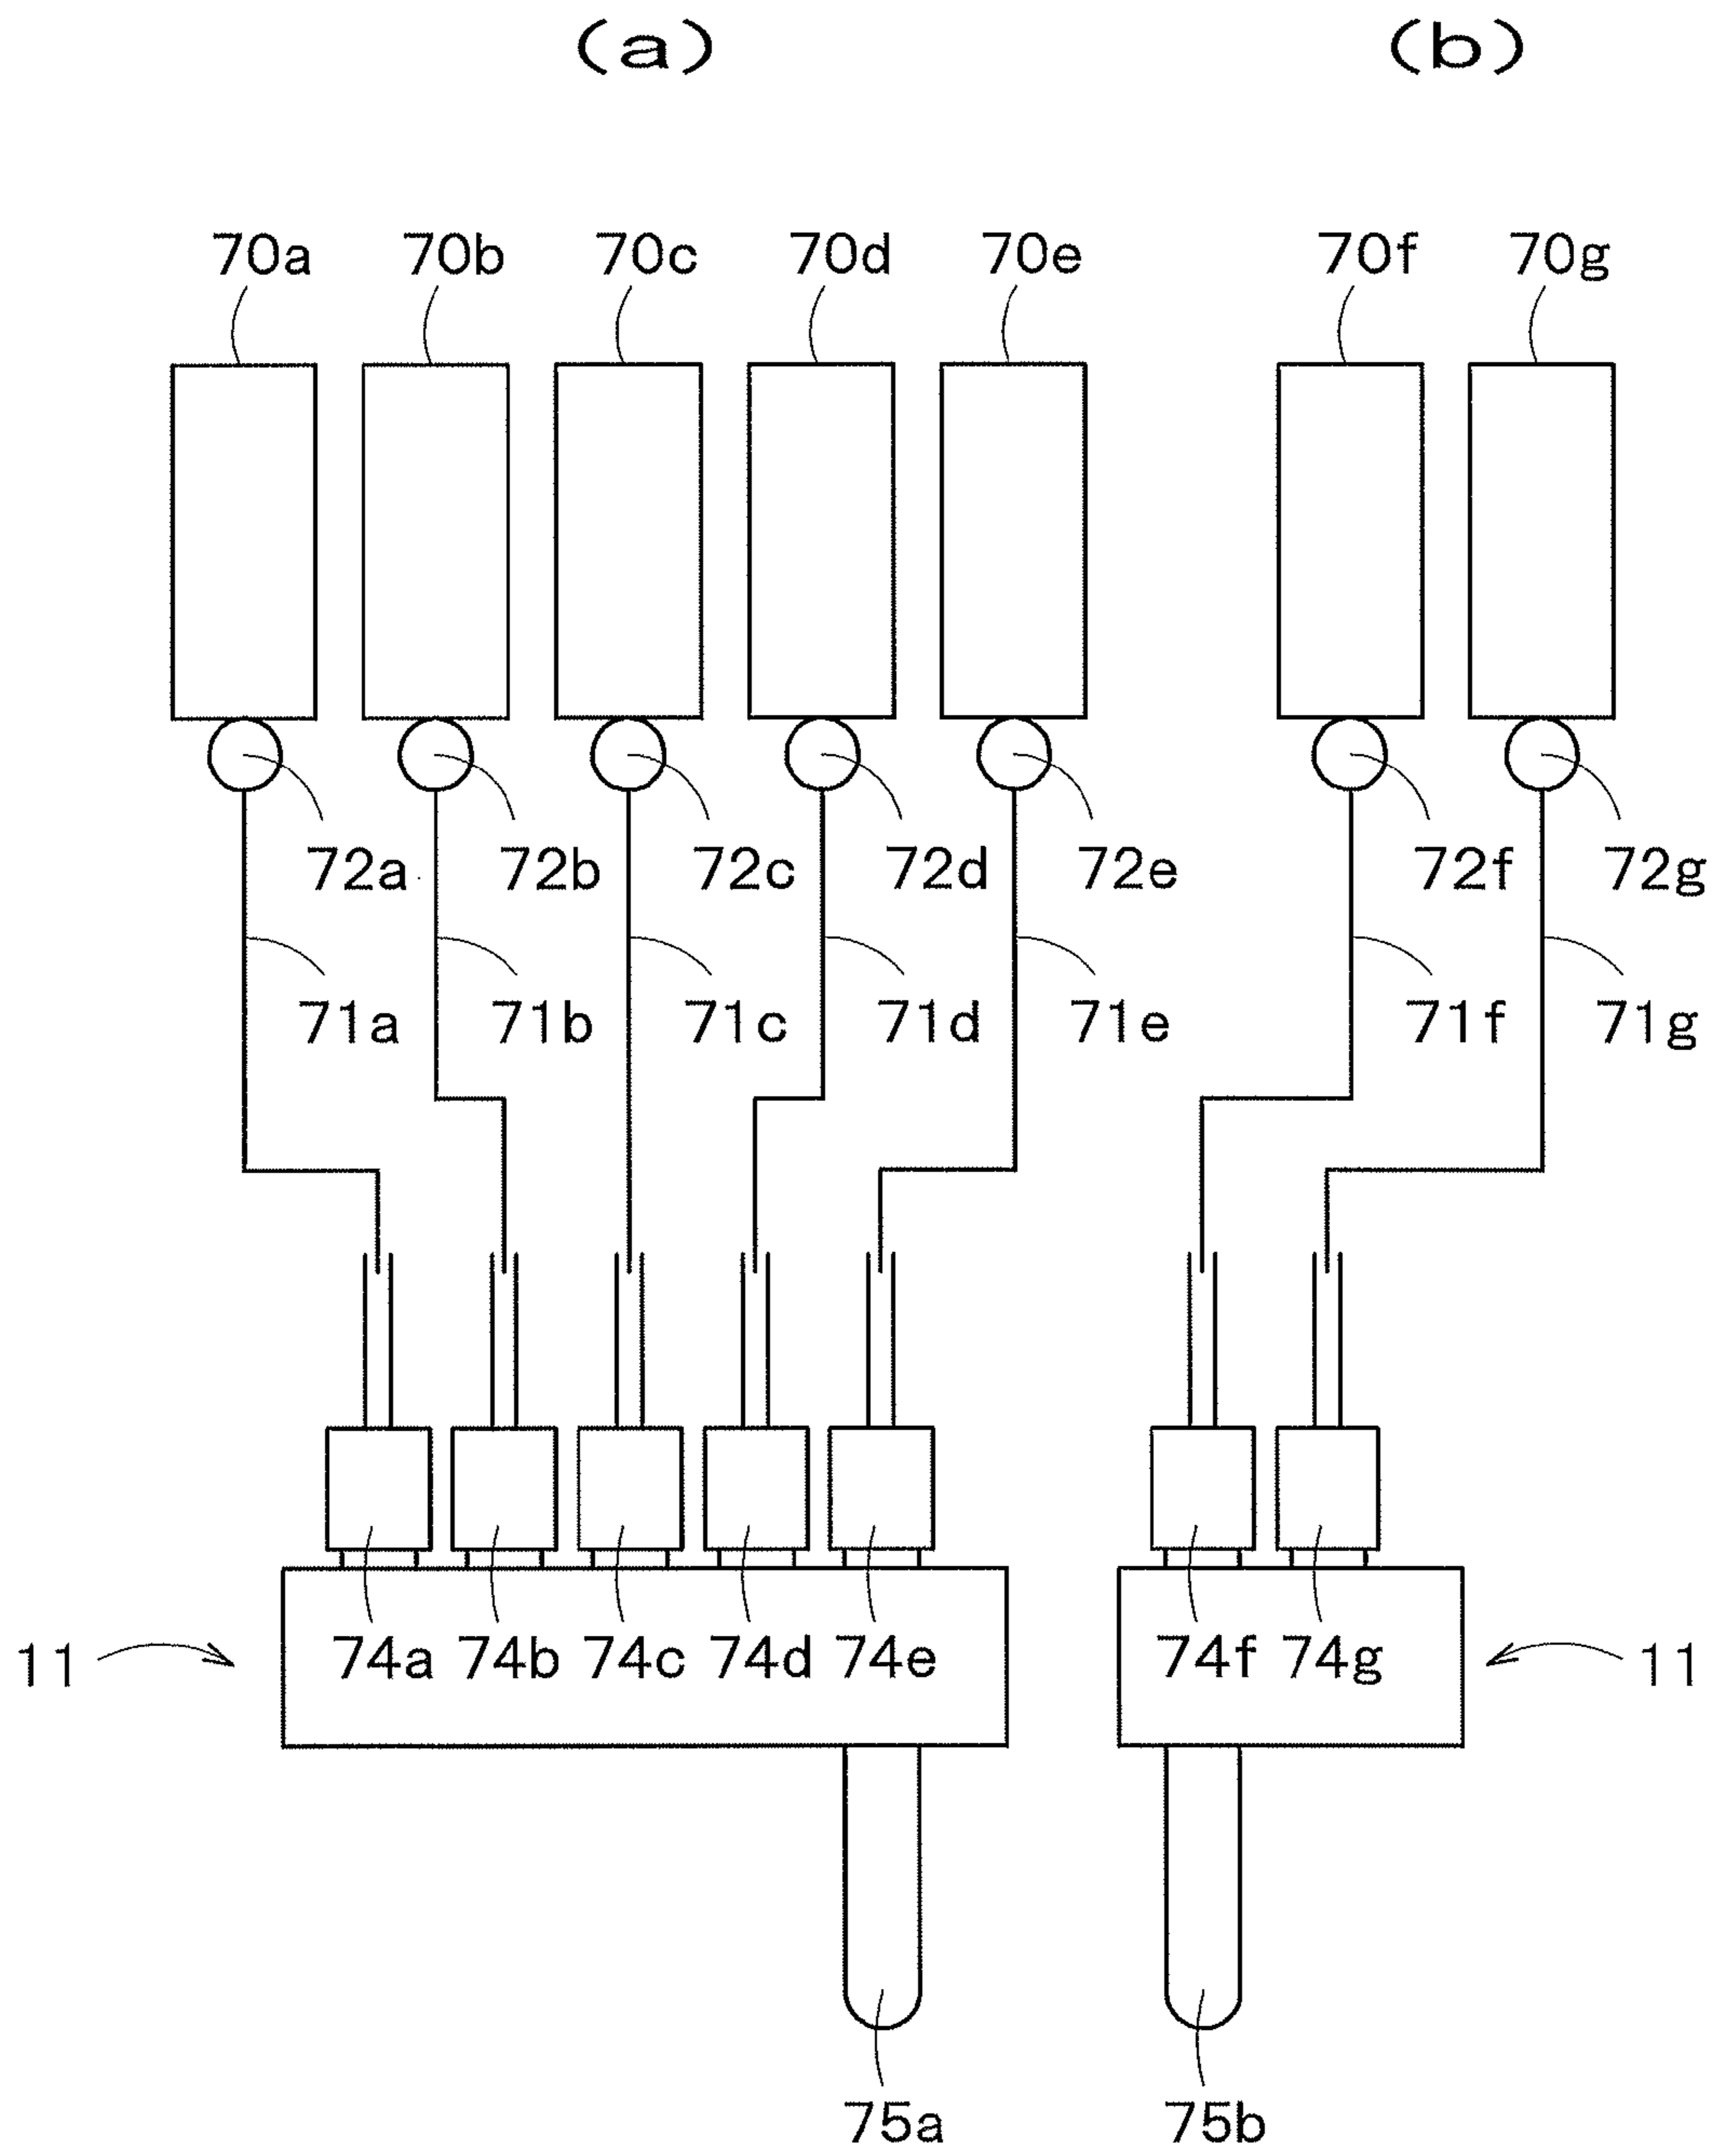 (a) (b)
70a 70b 70c 70d 70e 70f 70g
72a 72b 72c 72d 72e 72f 72g
71a 71b 71c 71d 71e 71f 71g
11 74a 74b 74c 74d 74e 74f 74g 11
75a 75b